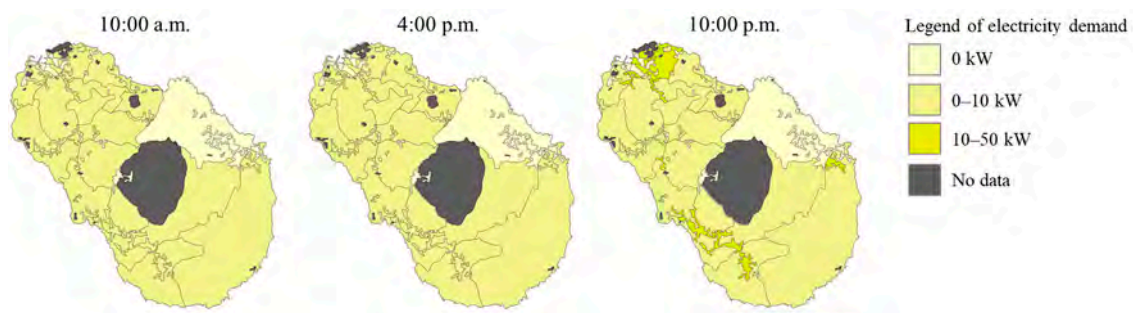 10:00 a.m.
4:00 p.m.
10:00 p.m.
Legend of electricity demand
0 kW
0–10 kW
10–50 kW
No data